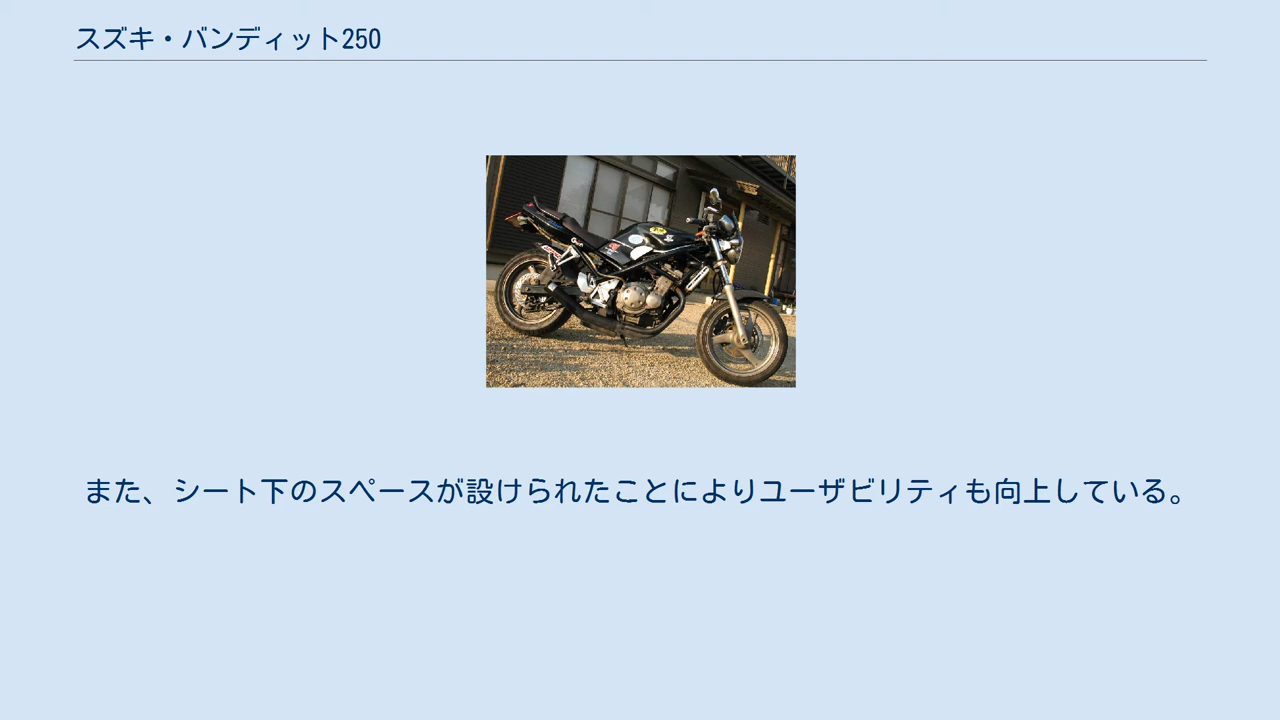 スズキ・バンディット250
また、シート下のスペースが設けられたことによりユーザビリティも向上している。